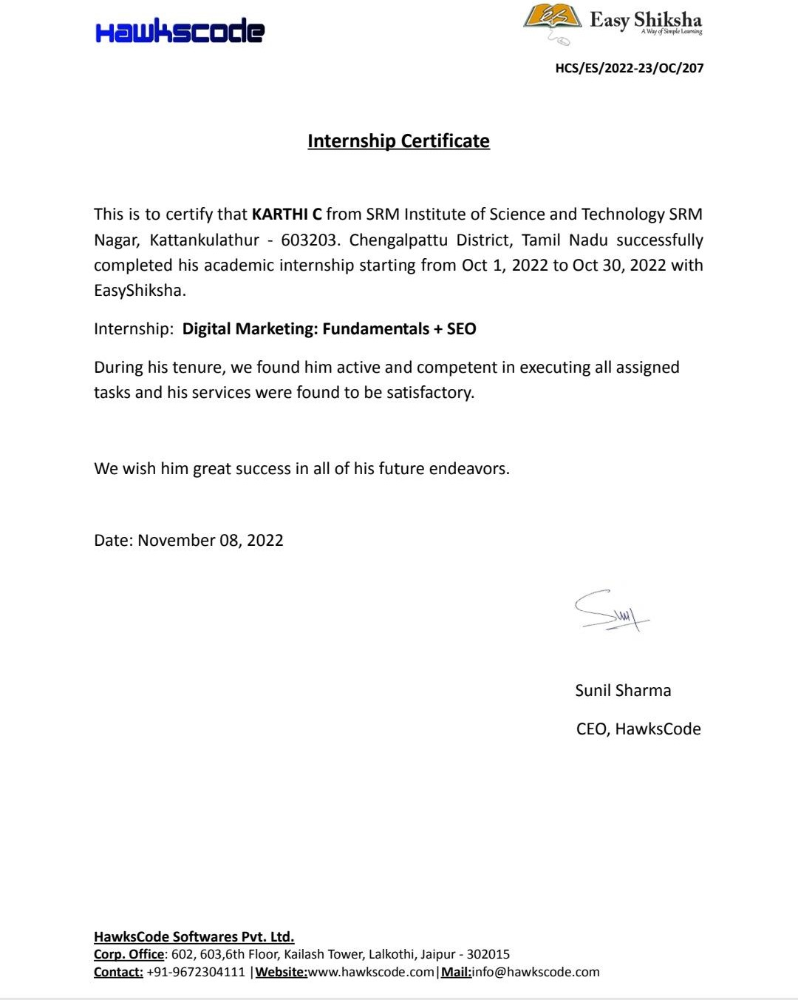 Hawkscode
ES
Easy Shiksha
A Way of Simple Learning
HCS/ES/2022-23/OC/207
Internship Certificate
This is to certify that KARTHI C from SRM Institute of Science and Technology SRM
Nagar, Kattankulathur - 603203. Chengalpattu District, Tamil Nadu successfully
completed his academic internship starting from Oct 1, 2022 to Oct 30, 2022 with
EasyShiksha.
Internship: Digital Marketing: Fundamentals + SEO
During his tenure, we found him active and competent in executing all assigned
tasks and his services were found to be satisfactory.
We wish him great success in all of his future endeavors.
Date: November 08, 2022
Sunil Sharma
CEO, HawksCode
HawksCode Softwares Pvt. Ltd.
Corp. Office: 602, 603,6th Floor, Kailash Tower, Lalkothi, Jaipur - 302015
Contact: +91-9672304111 |Website:www.hawkscode.com|Mail:info@hawkscode.com